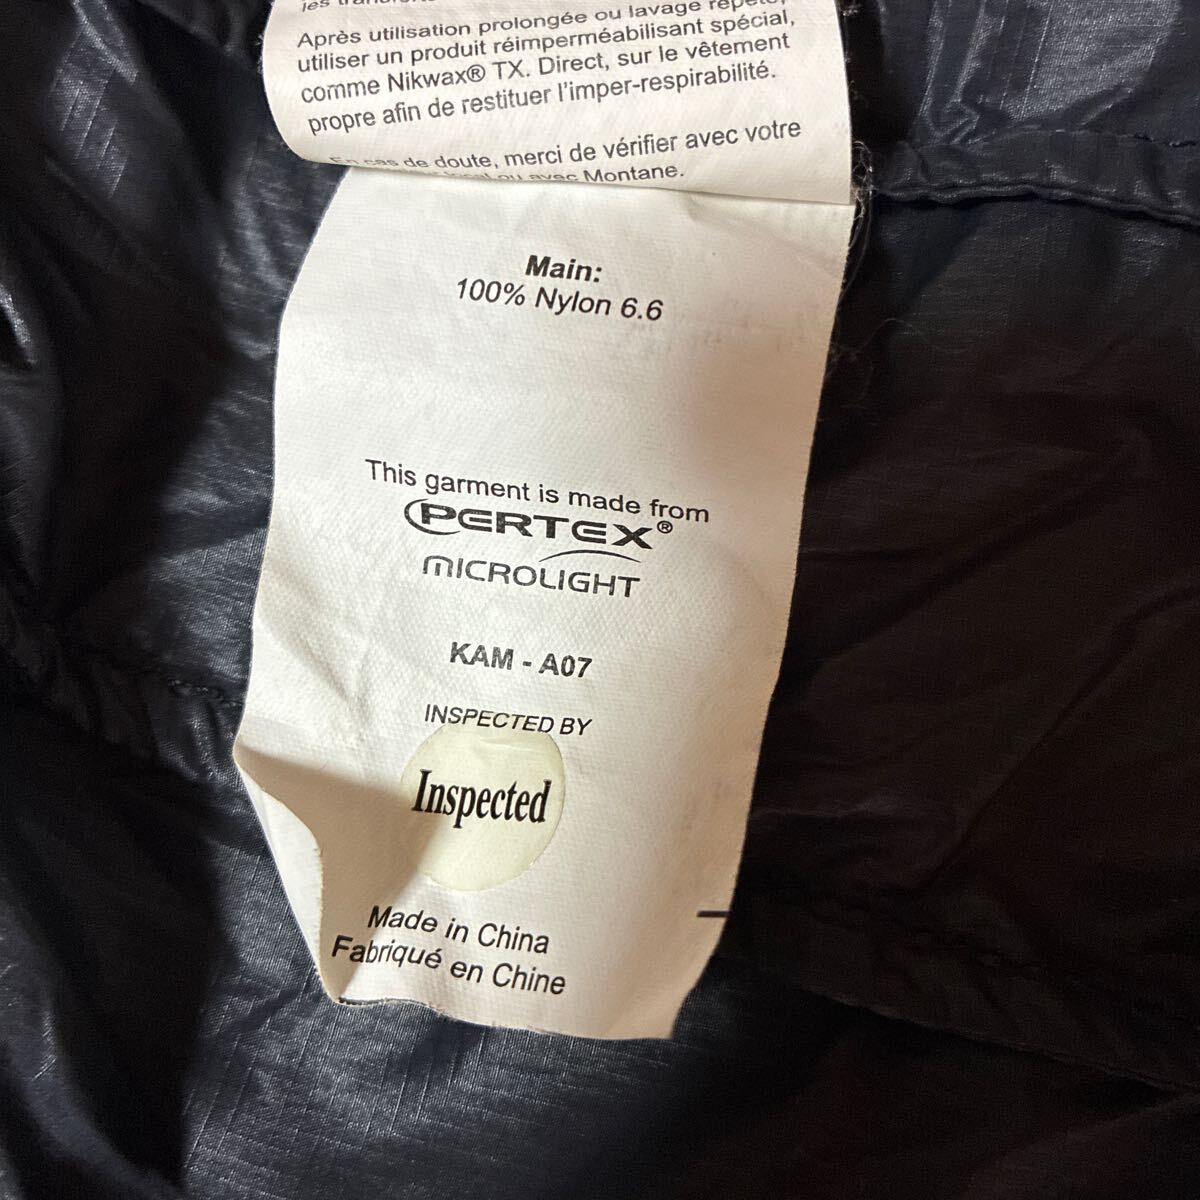 Après utilisation prolongée ou lavage répété,
utiliser un produit réimperméabilisant spécial,
comme Nikwax® TX. Direct, sur le vêtement
propre afin de restituer l'imper-respirabilité.
En cas de doute, merci de vérifier avec votre
ou avec Montane.
Main:
100% Nylon 6.6
This garment is made from
PERTEX®
MICROLIGHT
KAM - A07
INSPECTED BY
Inspected
Made in China
Fabriqué en Chine